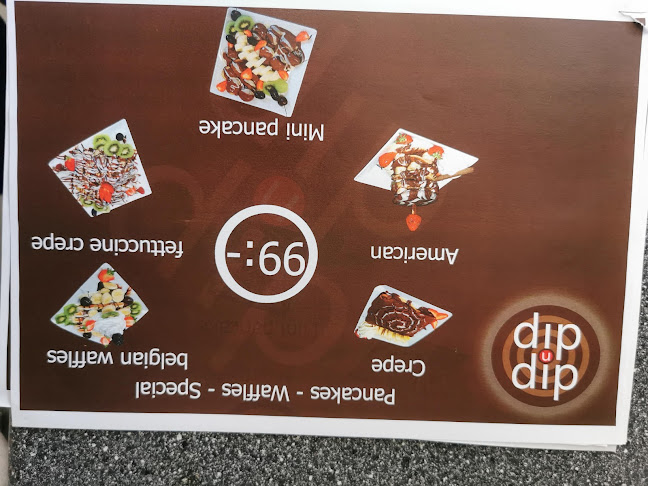 Pancakes - Waffles - Special
dip
n
dip
Crepe
belgian waffles
American
99:-
fettuccine crepe
Mini pancake